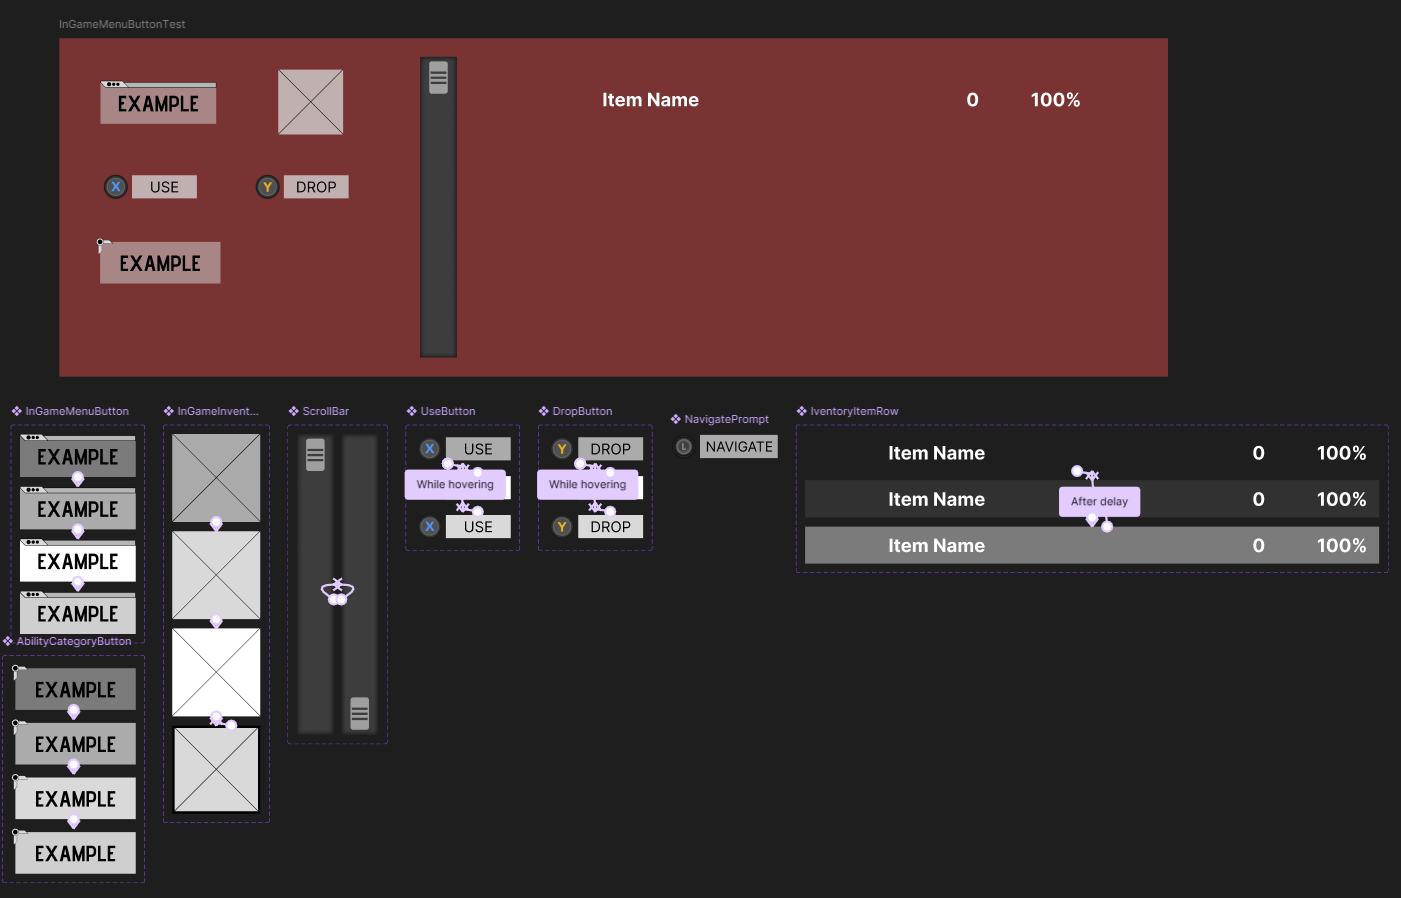 InGameMenuButtonTest
EXAMPLE
Item Name 0 100%
X USE
Y DROP
EXAMPLE
InGameMenuButton
EXAMPLE
EXAMPLE
EXAMPLE
EXAMPLE
AbilityCategoryButton
EXAMPLE
EXAMPLE
EXAMPLE
EXAMPLE
InGameInvent...
ScrollBar
UseButton
X USE
While hovering
X USE
DropButton
Y DROP
While hovering
Y DROP
NavigatePrompt
L NAVIGATE
IventoryItemRow
Item Name 0 100%
Item Name After delay 0 100%
Item Name 0 100%